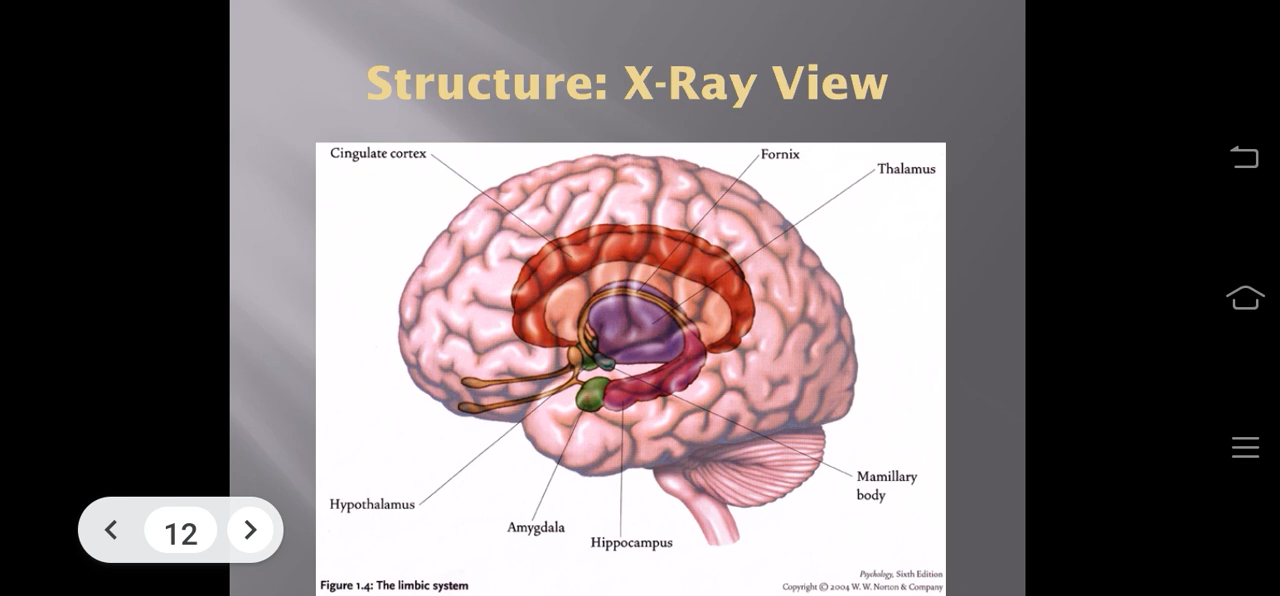 Structure: X-Ray View
Cingulate cortex
Fornix
Thalamus
Hypothalamus
Amygdala
Hippocampus
Mamillary
body
12
Figure 1.4: The limbic system
Psychology, Sixth Edition
Copyright © 2004 W. W. Norton & Company